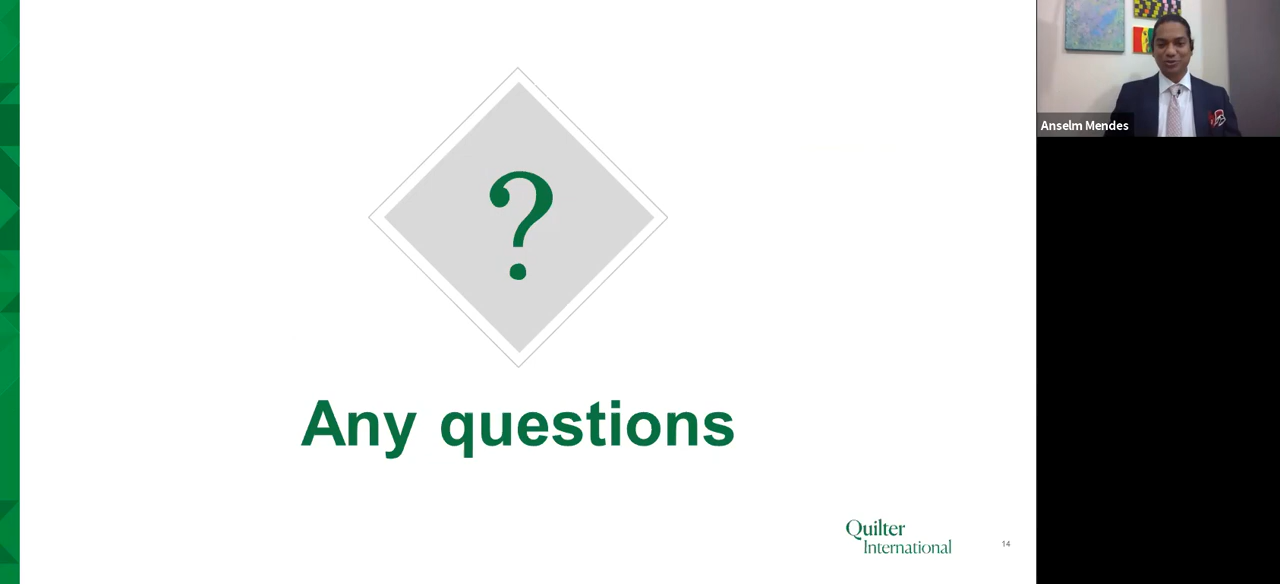 ?
Any questions
Quilter
International
14
Anselm Mendes